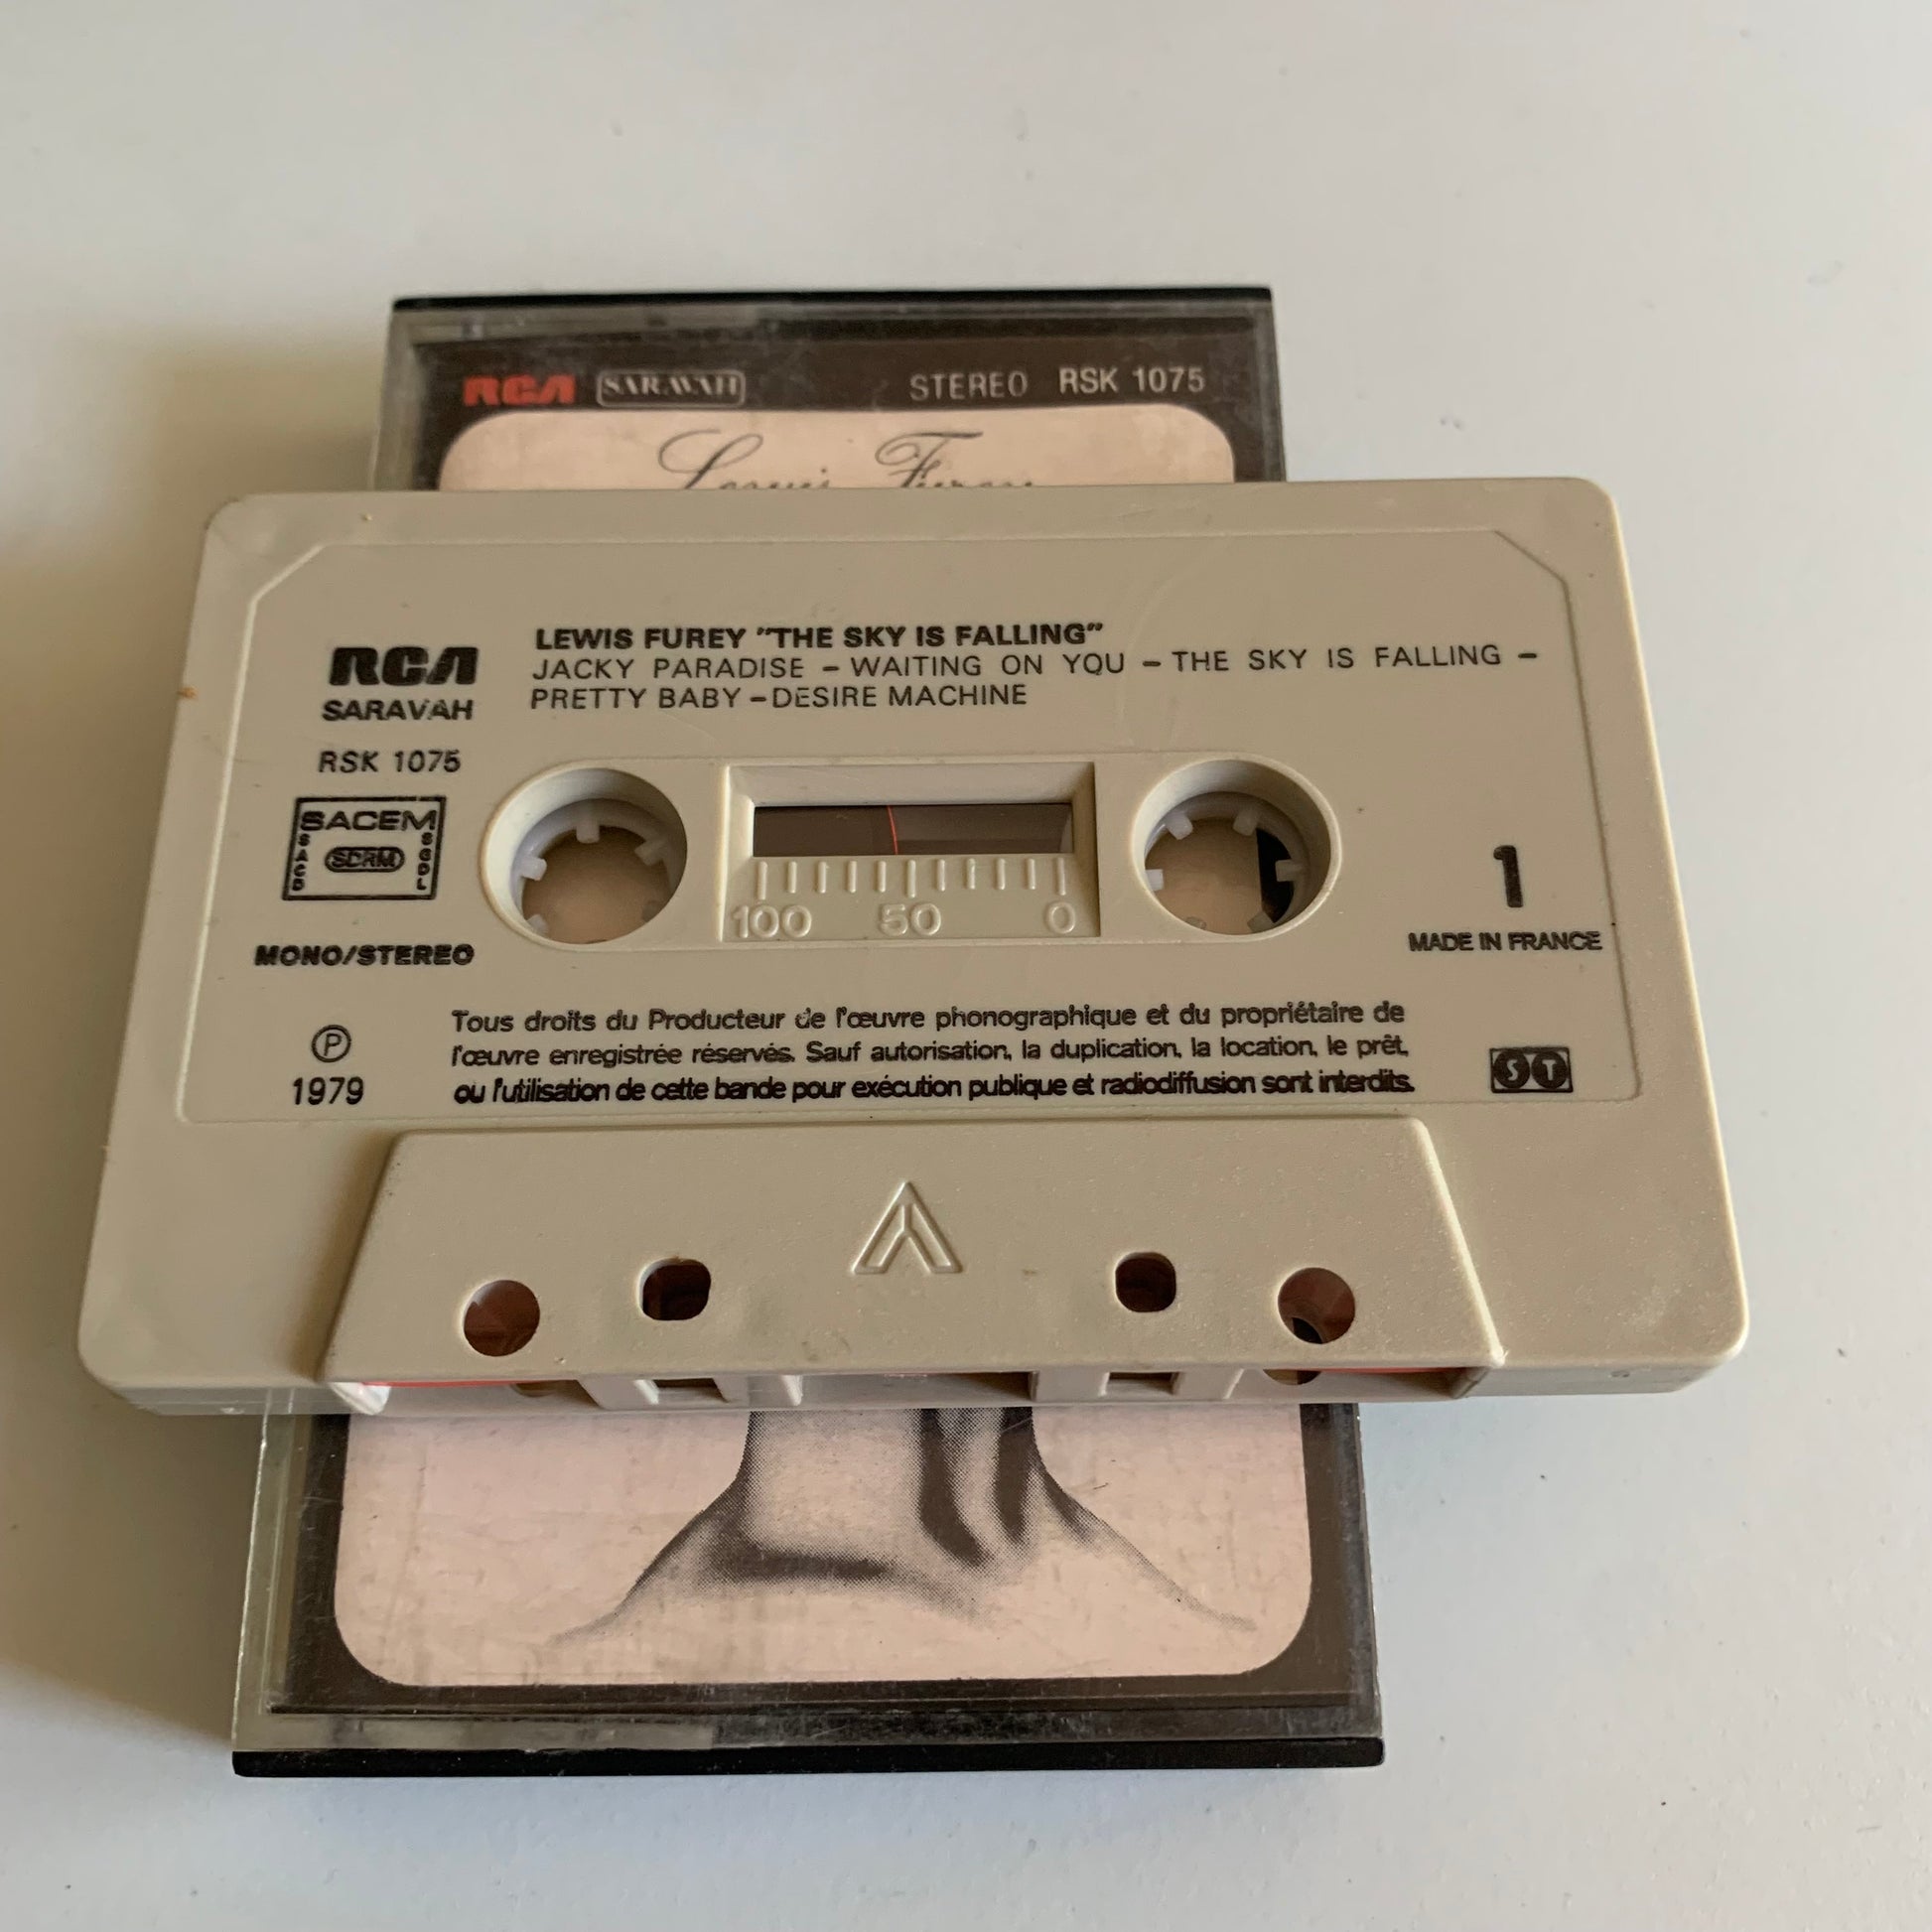 RCA SARAVAH STEREO RSK 1075
Lewis Furey
LEWIS FUREY "THE SKY IS FALLING"
JACKY PARADISE – WAITING ON YOU – THE SKY IS FALLING –
PRETTY BABY – DESIRE MACHINE
RCA
SARAVAH
RSK 1075
SACEM
SACD SDRM SGDL
MONO/STEREO
100 50 0
1
MADE IN FRANCE
Ⓟ
1979
Tous droits du Producteur de l'œuvre phonographique et du propriétaire de
l'œuvre enregistrée réservés. Sauf autorisation, la duplication, la location, le prêt,
ou l'utilisation de cette bande pour exécution publique et radiodiffusion sont interdits.
ST